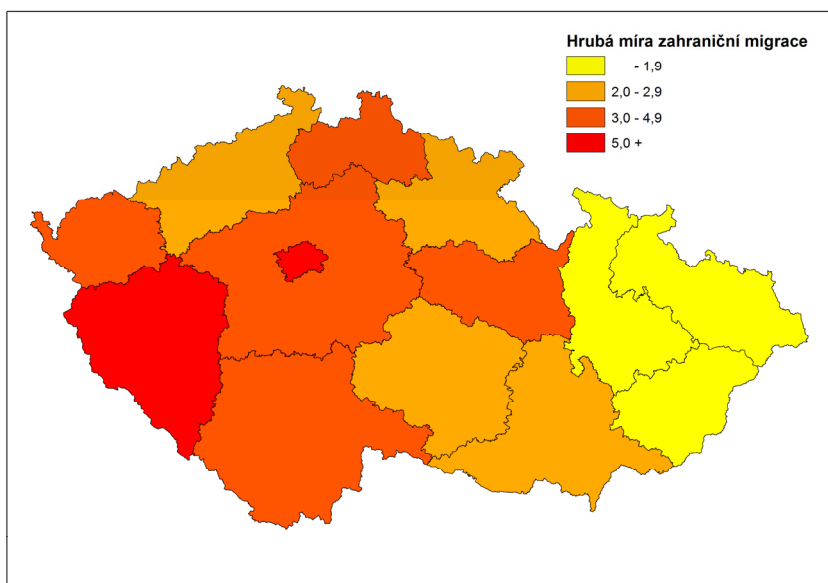 Hrubá míra zahraniční migrace
- 1,9
2,0 - 2,9
3,0 - 4,9
5,0 +